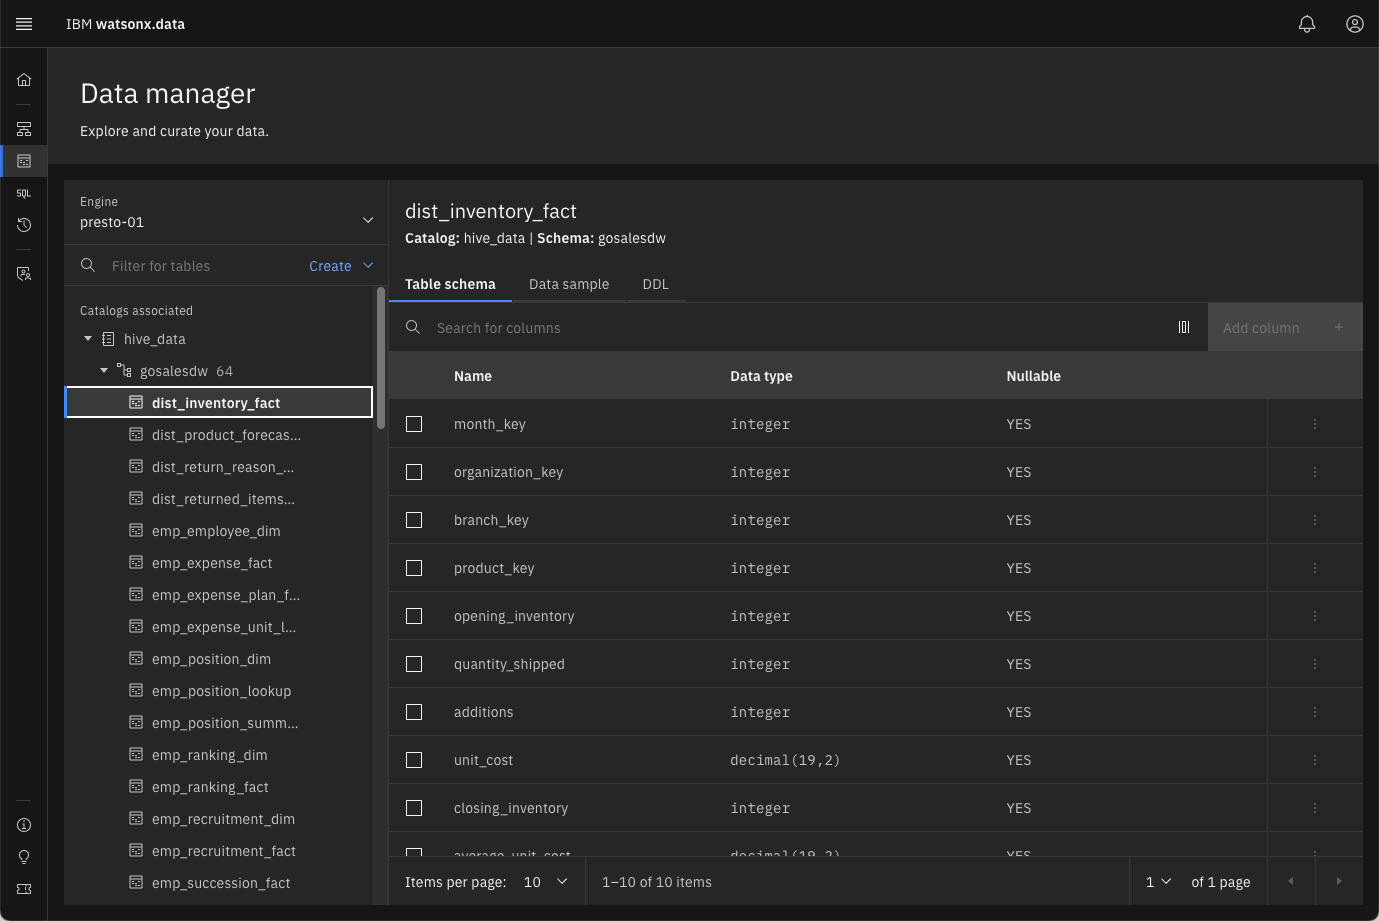 IBM watsonx.data
Data manager
Explore and curate your data.
SQL
Engine
presto-01
Filter for tables
Create
Catalogs associated
hive_data
gosalesdw 64
dist_inventory_fact
dist_product_forecas...
dist_return_reason_...
dist_returned_items...
emp_employee_dim
emp_expense_fact
emp_expense_plan_f...
emp_expense_unit_l...
emp_position_dim
emp_position_lookup
emp_position_summ...
emp_ranking_dim
emp_ranking_fact
emp_recruitment_dim
emp_recruitment_fact
emp_succession_fact
dist_inventory_fact
Catalog: hive_data | Schema: gosalesdw
Table schema Data sample DDL
Search for columns
Add column +
Name Data type Nullable
month_key integer YES
organization_key integer YES
branch_key integer YES
product_key integer YES
opening_inventory integer YES
quantity_shipped integer YES
additions integer YES
unit_cost decimal(19,2) YES
closing_inventory integer YES
average_unit_cost decimal(19,2) YES
Items per page: 10 1–10 of 10 items 1 of 1 page